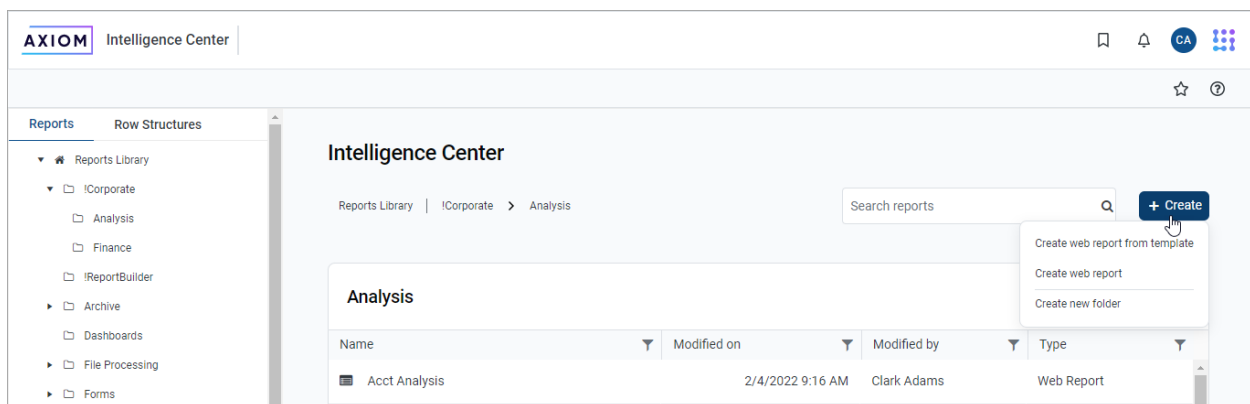 AXIOM Intelligence Center
CA
Reports Row Structures
Reports Library
!Corporate
Analysis
Finance
!ReportBuilder
Archive
Dashboards
File Processing
Forms
Intelligence Center
Reports Library | !Corporate > Analysis
Search reports
+ Create
Create web report from template
Create web report
Create new folder
Analysis
Name Modified on Modified by Type
Acct Analysis 2/4/2022 9:16 AM Clark Adams Web Report